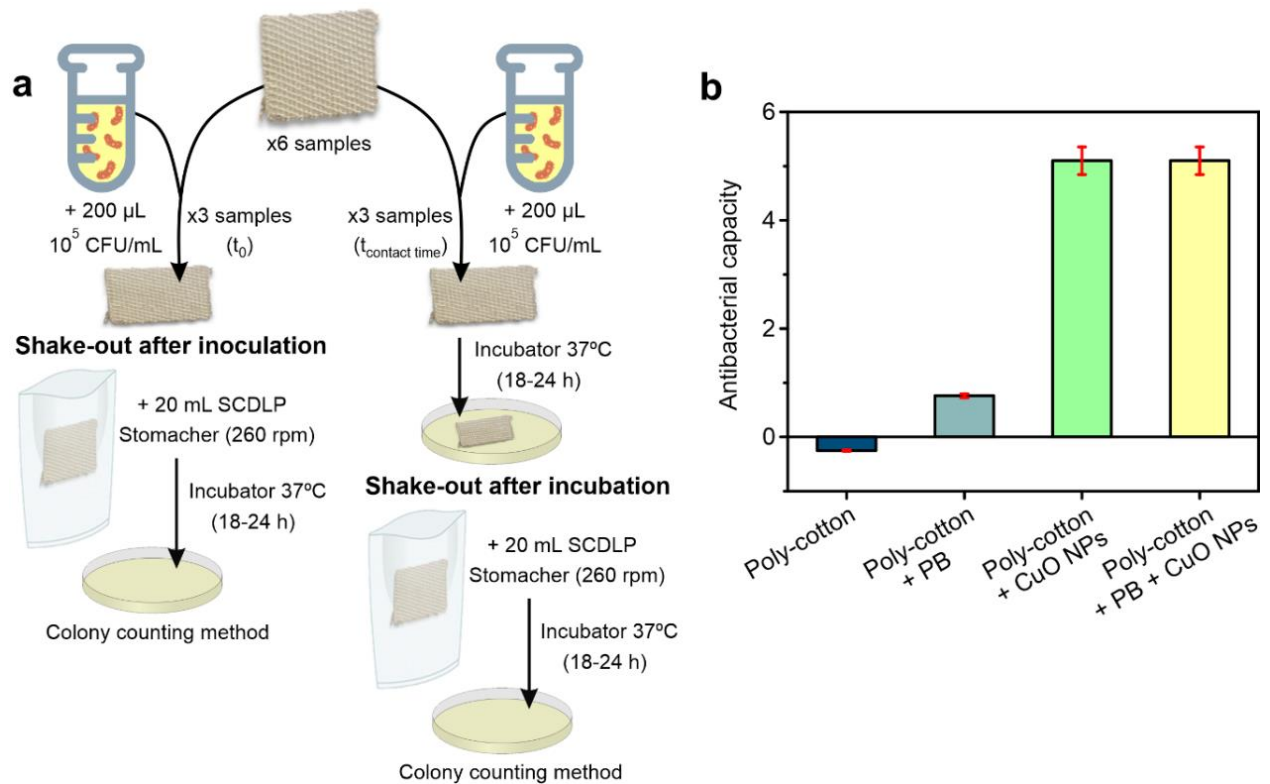 a
x6 samples
+ 200 µL
10⁵ CFU/mL
x3 samples
(t₀)
x3 samples
(t_contact time)
+ 200 µL
10⁵ CFU/mL
Shake-out after inoculation
+ 20 mL SCDLP
Stomacher (260 rpm)
Incubator 37ºC
(18-24 h)
Colony counting method
Incubator 37ºC
(18-24 h)
Shake-out after incubation
+ 20 mL SCDLP
Stomacher (260 rpm)
Incubator 37ºC
(18-24 h)
Colony counting method
b
Antibacterial capacity
6
4
2
0
Poly-cotton
Poly-cotton
+ PB
Poly-cotton
+ CuO NPs
Poly-cotton
+ PB + CuO NPs